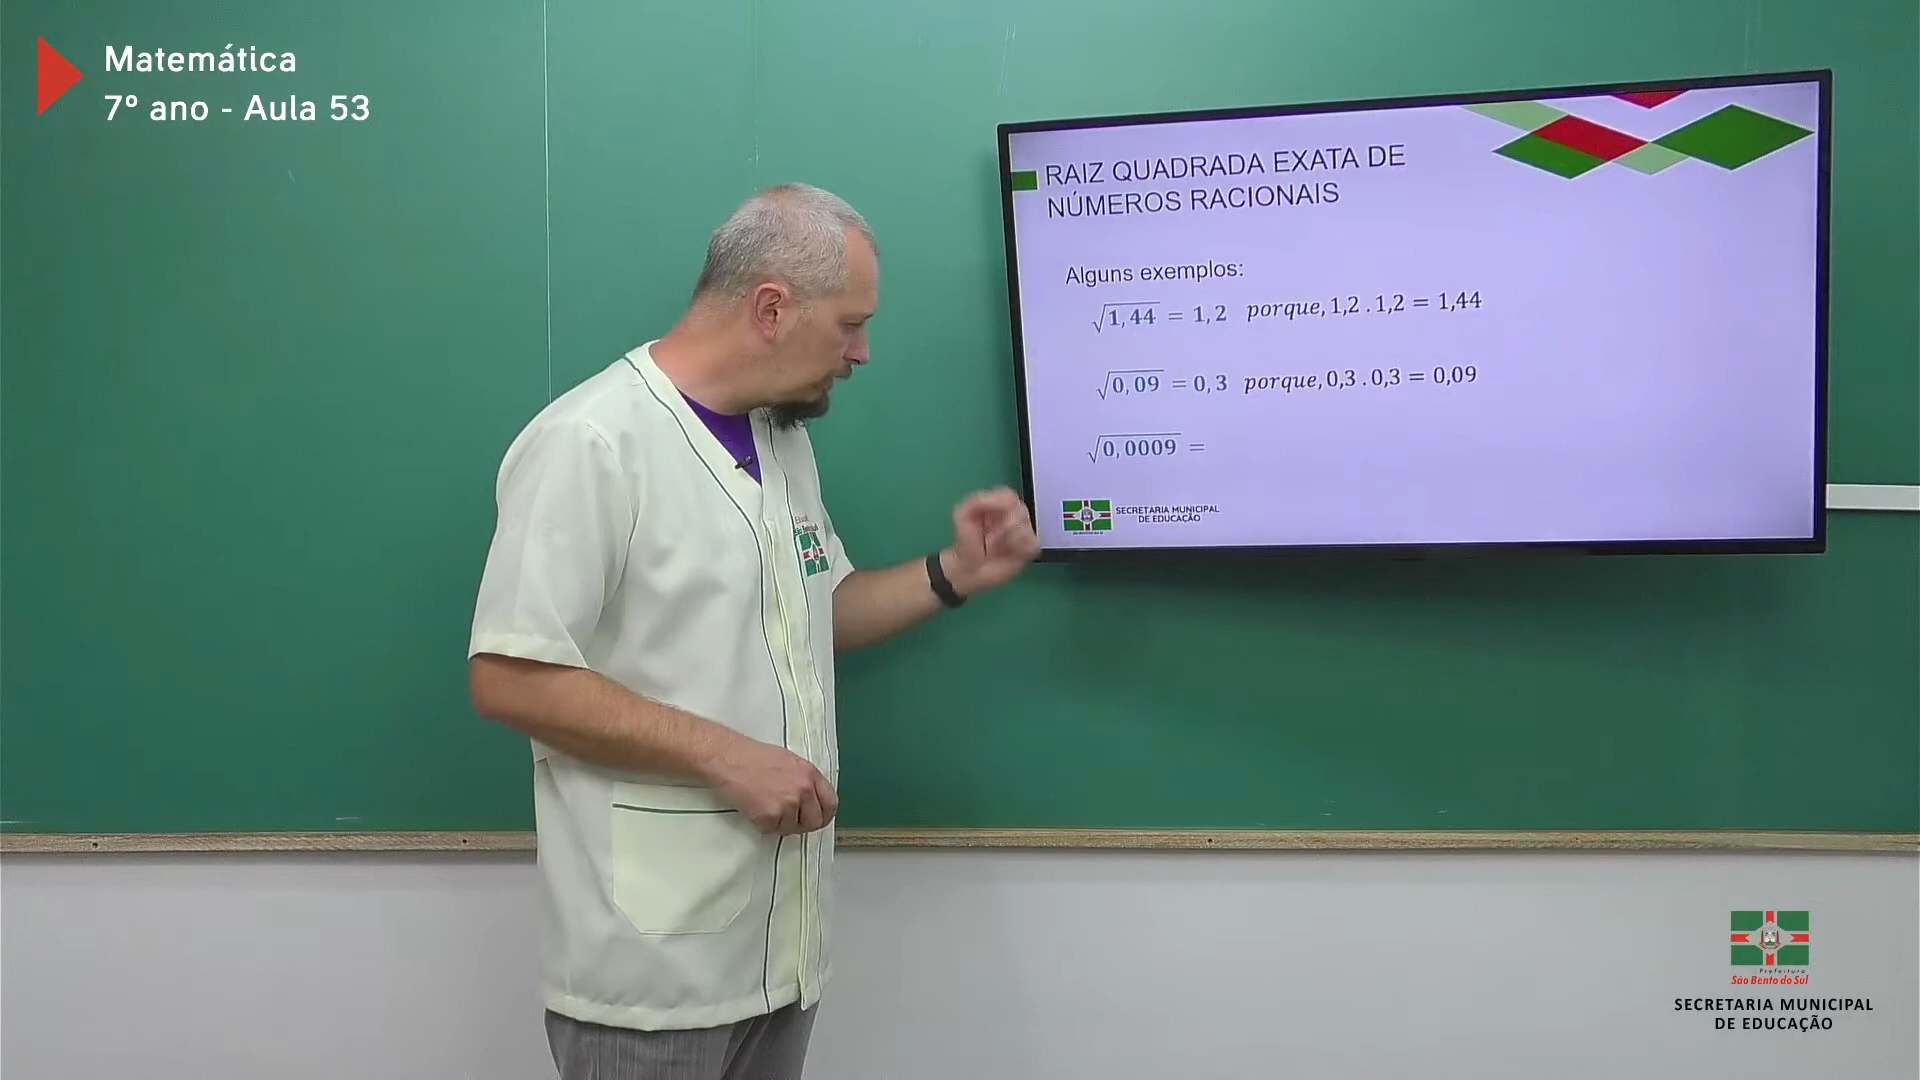 Matemática
7º ano - Aula 53
RAIZ QUADRADA EXATA DE
NÚMEROS RACIONAIS
Alguns exemplos:
√1,44 = 1,2 porque, 1,2 . 1,2 = 1,44
√0,09 = 0,3 porque, 0,3 . 0,3 = 0,09
√0,0009 =
SECRETARIA MUNICIPAL
DE EDUCAÇÃO
Prefeitura
São Bento do Sul
SECRETARIA MUNICIPAL
DE EDUCAÇÃO